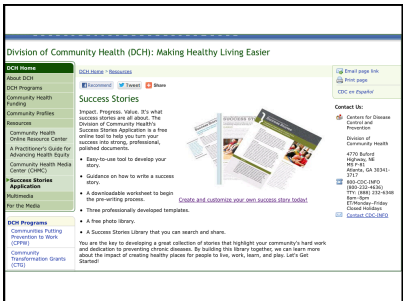 Division of Community Health (DCH): Making Healthy Living Easier
DCH Home
About DCH
DCH Programs
Community Health
Funding
Community Profiles
Resources
Community Health
Online Resource Center
A Practitioner's Guide for
Advancing Health Equity
Community Health Media
Center (CHMC)
Success Stories
Application
Multimedia
For the Media
DCH Programs
Communities Putting
Prevention to Work
(CPPW)
Community
Transformation Grants
(CTG)
DCH Home > Resources
Recommend Tweet Share
Success Stories
Impact. Progress. Value. It's what
success stories are all about. The
Division of Community Health's
Success Stories Application is a free
online tool to help you turn your
success into strong, professional,
polished documents.
• Easy-to-use tool to develop your
story.
• Guidance on how to write a success
story.
• A downloadable worksheet to begin
the pre-writing process.
Create and customize your own success story today!
• Three professionally developed templates.
• A free photo library.
• A Success Stories Library that you can search and share.
You are the key to developing a great collection of stories that highlight your community's hard work
and dedication to preventing chronic diseases. By building this library together, we can learn more
about the impact of creating healthy places for people to live, work, learn, and play. Let's Get
Started!
Email page link
Print page
CDC en Español
Contact Us:
Centers for Disease
Control and
Prevention
Division of
Community Health
4770 Buford
Highway, NE
MS F-81
Atlanta, GA 30341-
3717
800-CDC-INFO
(800-232-4636)
TTY: (888) 232-6348
8am-8pm
ET/Monday-Friday
Closed Holidays
Contact CDC-INFO